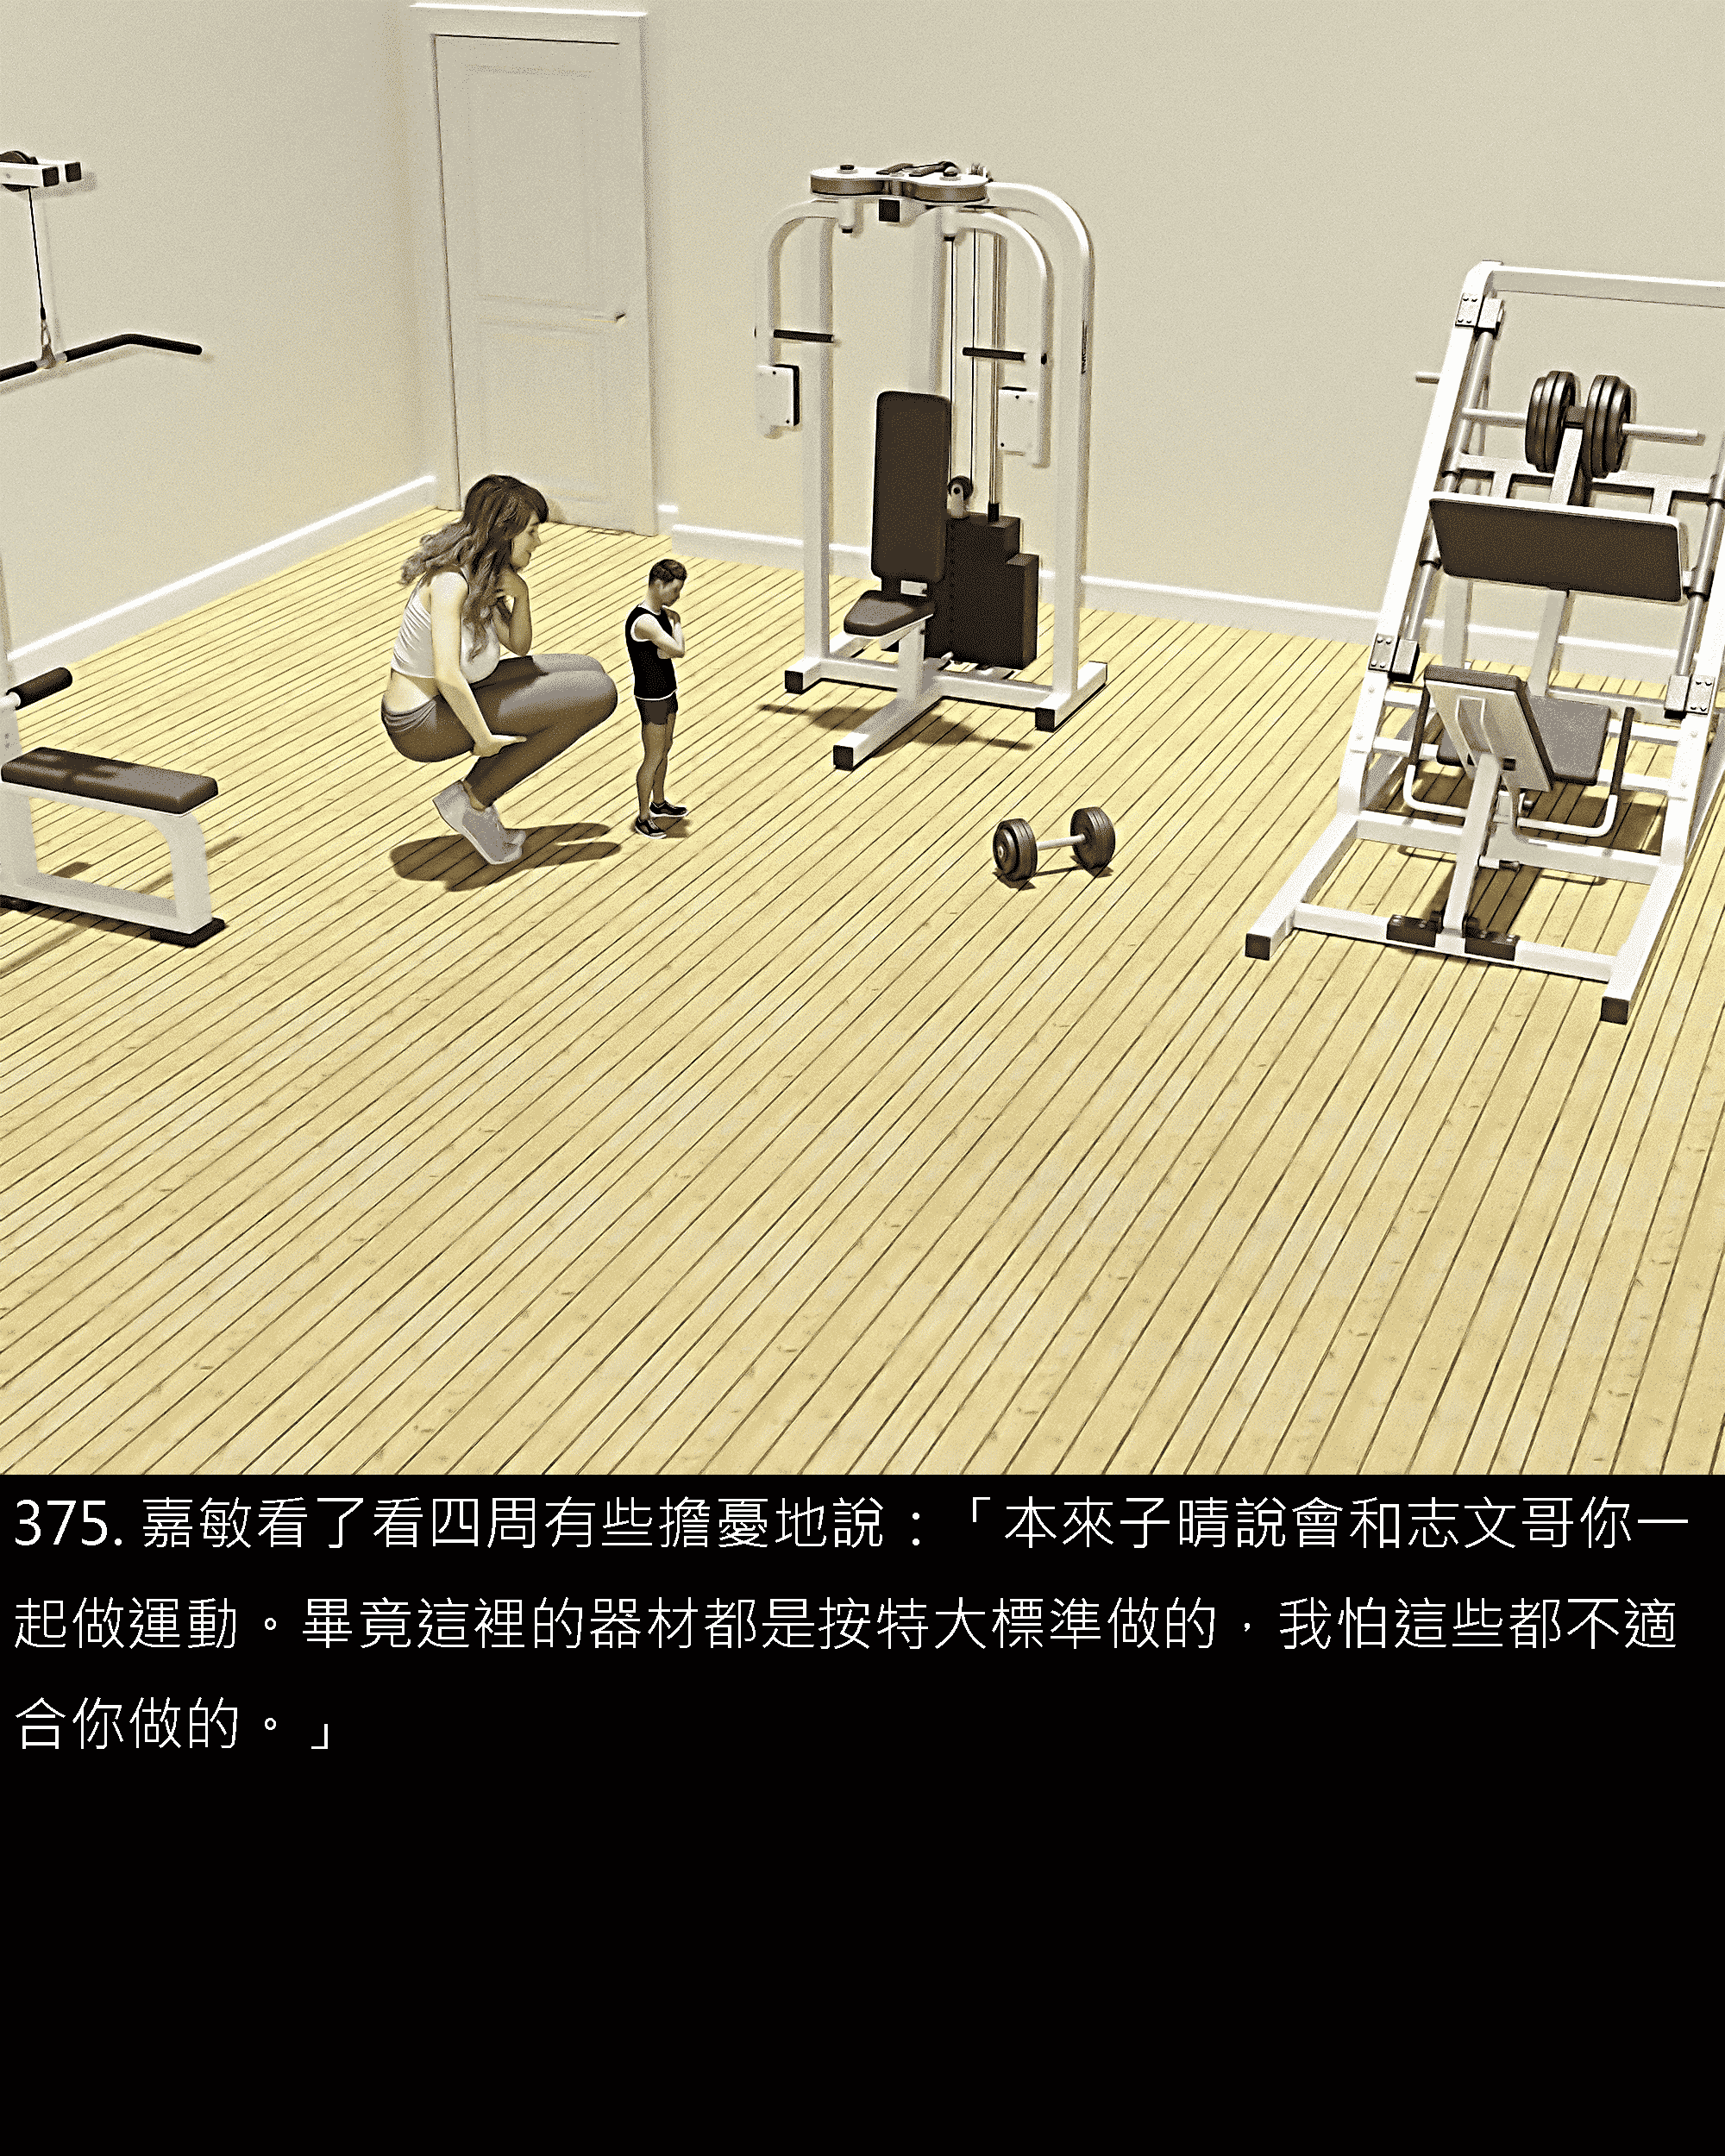 375. 嘉敏看了看四周有些擔憂地說：「本來子晴說會和志文哥你一
起做運動。畢竟這裡的器材都是按特大標準做的，我怕這些都不適
合你做的。」